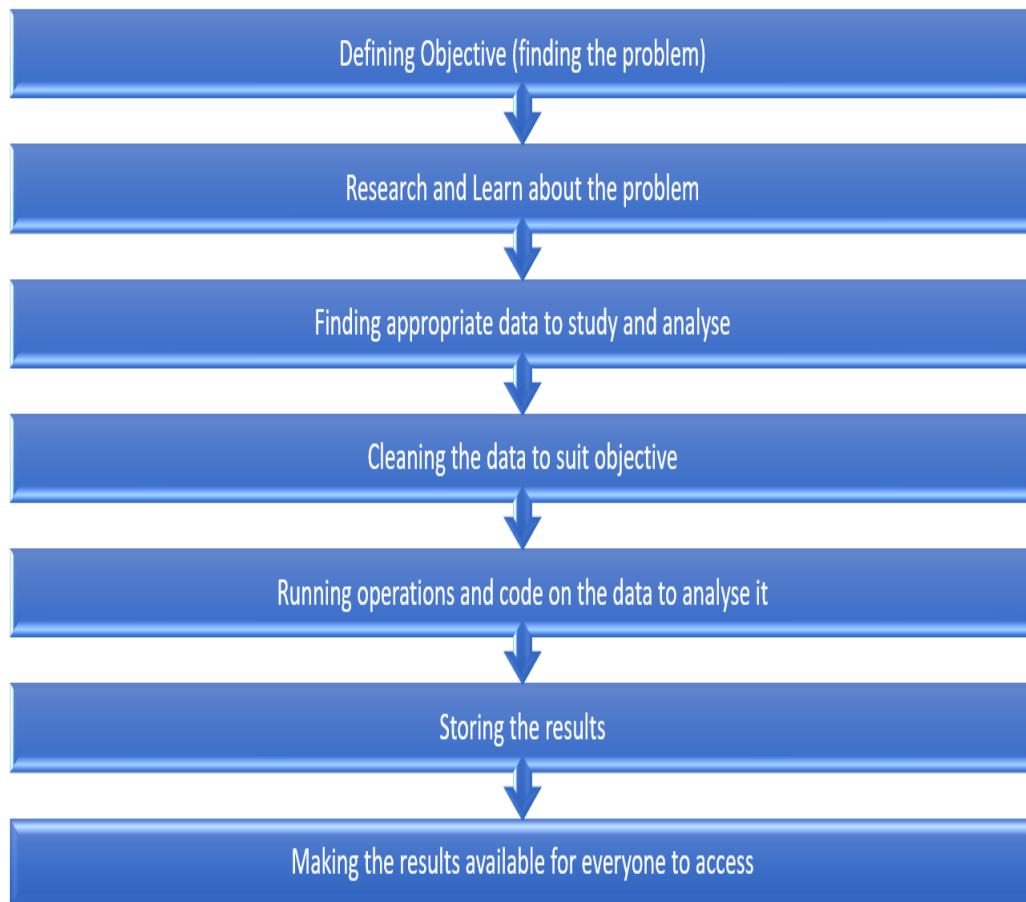 Defining Objective (finding the problem)
Research and Learn about the problem
Finding appropriate data to study and analyse
Cleaning the data to suit objective
Running operations and code on the data to analyse it
Storing the results
Making the results available for everyone to access